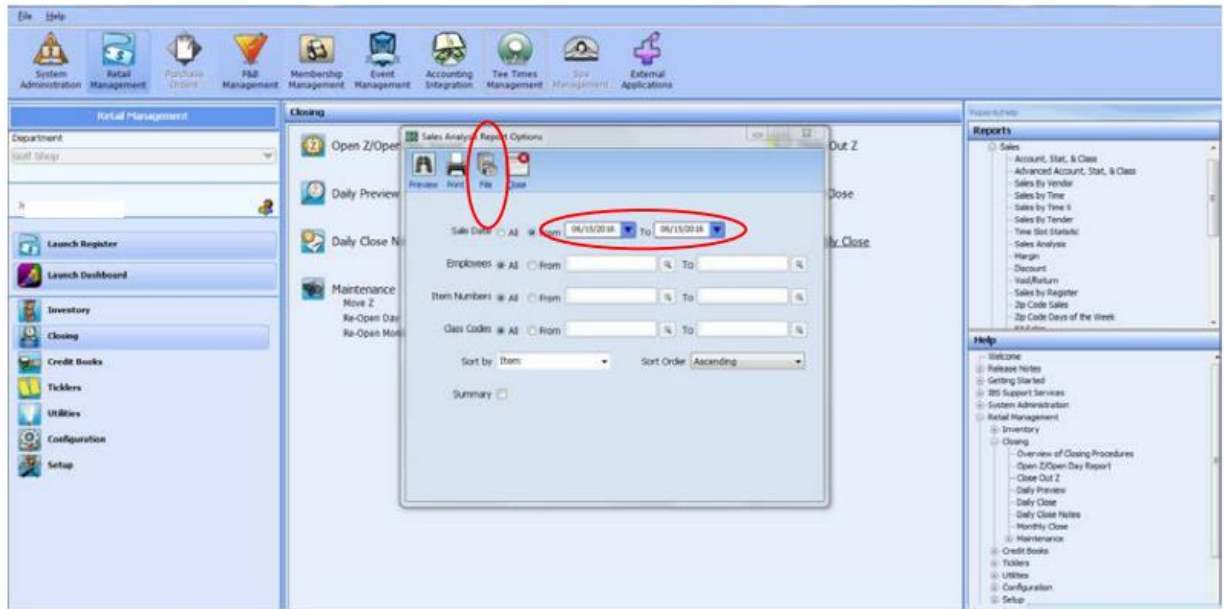 File Help
System Administration
Retail Management
Purchase Orders
F&B Management
Membership Management
Event Management
Accounting Integration
Tee Times Management
Spa Management
External Applications
Retail Management
Department
Golf Shop
Launch Register
Launch Dashboard
Inventory
Closing
Credit Books
Ticklers
Utilities
Configuration
Setup
Closing
Open Z/Open
Out Z
Daily Preview
Close
Daily Close N
ly Close
Maintenance
Move Z
Re-Open Day
Re-Open Mon
Sales Analysis Report Options
Preview Print File Close
Sale Date All From 06/15/2016 To 06/15/2016
Employees All From To
Item Numbers All From To
Class Codes All From To
Sort by Item Sort Order Ascending
Summary
Reports/Help
Reports
Sales
Account, Stat, & Class
Advanced Account, Stat, & Class
Sales By Vendor
Sales by Time
Sales by Time II
Sales By Tender
Time Slot Statistic
Sales Analysis
Margin
Discount
Void/Return
Sales by Register
Zip Code Sales
Zip Code Days of the Week
Help
Welcome
Release Notes
Getting Started
IBS Support Services
System Administration
Retail Management
Inventory
Closing
Overview of Closing Procedures
Open Z/Open Day Report
Close Out Z
Daily Preview
Daily Close
Daily Close Notes
Monthly Close
Maintenance
Credit Books
Ticklers
Utilities
Configuration
Setup